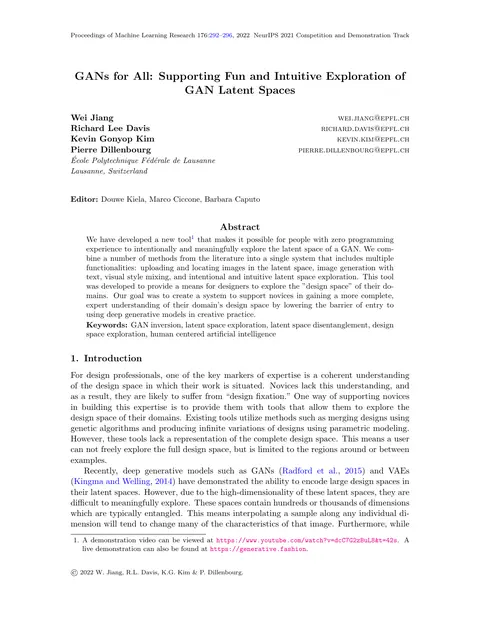 Proceedings of Machine Learning Research 176:292–296, 2022 NeurIPS 2021 Competition and Demonstration Track
GANs for All: Supporting Fun and Intuitive Exploration of
GAN Latent Spaces
Wei Jiang wei.jiang@epfl.ch
Richard Lee Davis richard.davis@epfl.ch
Kevin Gonyop Kim kevin.kim@epfl.ch
Pierre Dillenbourg pierre.dillenbourg@epfl.ch
École Polytechnique Fédérale de Lausanne
Lausanne, Switzerland
Editor: Douwe Kiela, Marco Ciccone, Barbara Caputo
Abstract
We have developed a new tool1 that makes it possible for people with zero programming
experience to intentionally and meaningfully explore the latent space of a GAN. We com-
bine a number of methods from the literature into a single system that includes multiple
functionalities: uploading and locating images in the latent space, image generation with
text, visual style mixing, and intentional and intuitive latent space exploration. This tool
was developed to provide a means for designers to explore the ”design space” of their do-
mains. Our goal was to create a system to support novices in gaining a more complete,
expert understanding of their domain's design space by lowering the barrier of entry to
using deep generative models in creative practice.
Keywords: GAN inversion, latent space exploration, latent space disentanglement, design
space exploration, human centered artificial intelligence
1. Introduction
For design professionals, one of the key markers of expertise is a coherent understanding
of the design space in which their work is situated. Novices lack this understanding, and
as a result, they are likely to suffer from “design fixation.” One way of supporting novices
in building this expertise is to provide them with tools that allow them to explore the
design space of their domains. Existing tools utilize methods such as merging designs using
genetic algorithms and producing infinite variations of designs using parametric modeling.
However, these tools lack a representation of the complete design space. This means a user
can not freely explore the full design space, but is limited to the regions around or between
examples.
Recently, deep generative models such as GANs (Radford et al., 2015) and VAEs
(Kingma and Welling, 2014) have demonstrated the ability to encode large design spaces in
their latent spaces. However, due to the high-dimensionality of these latent spaces, they are
difficult to meaningfully explore. These spaces contain hundreds or thousands of dimensions
which are typically entangled. This means interpolating a sample along any individual di-
mension will tend to change many of the characteristics of that image. Furthermore, while
1. A demonstration video can be viewed at https://www.youtube.com/watch?v=dcC7G2zBuL8&t=42s. A
live demonstration can also be found at https://generative.fashion.
© 2022 W. Jiang, R.L. Davis, K.G. Kim & P. Dillenbourg.